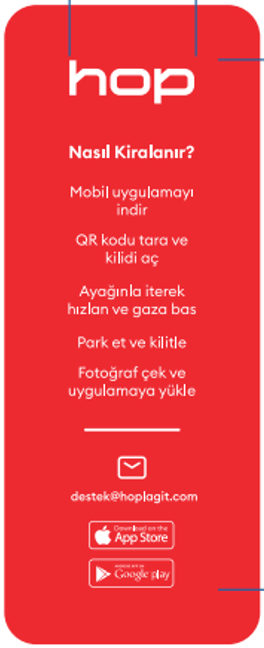 hop
Nasıl Kiralanır?
Mobil uygulamayı
indir
QR kodu tara ve
kilidi aç
Ayağınla iterek
hızlan ve gaza bas
Park et ve kilitle
Fotoğraf çek ve
uygulamaya yükle
destek@hoplagit.com
Download on the
App Store
Google play